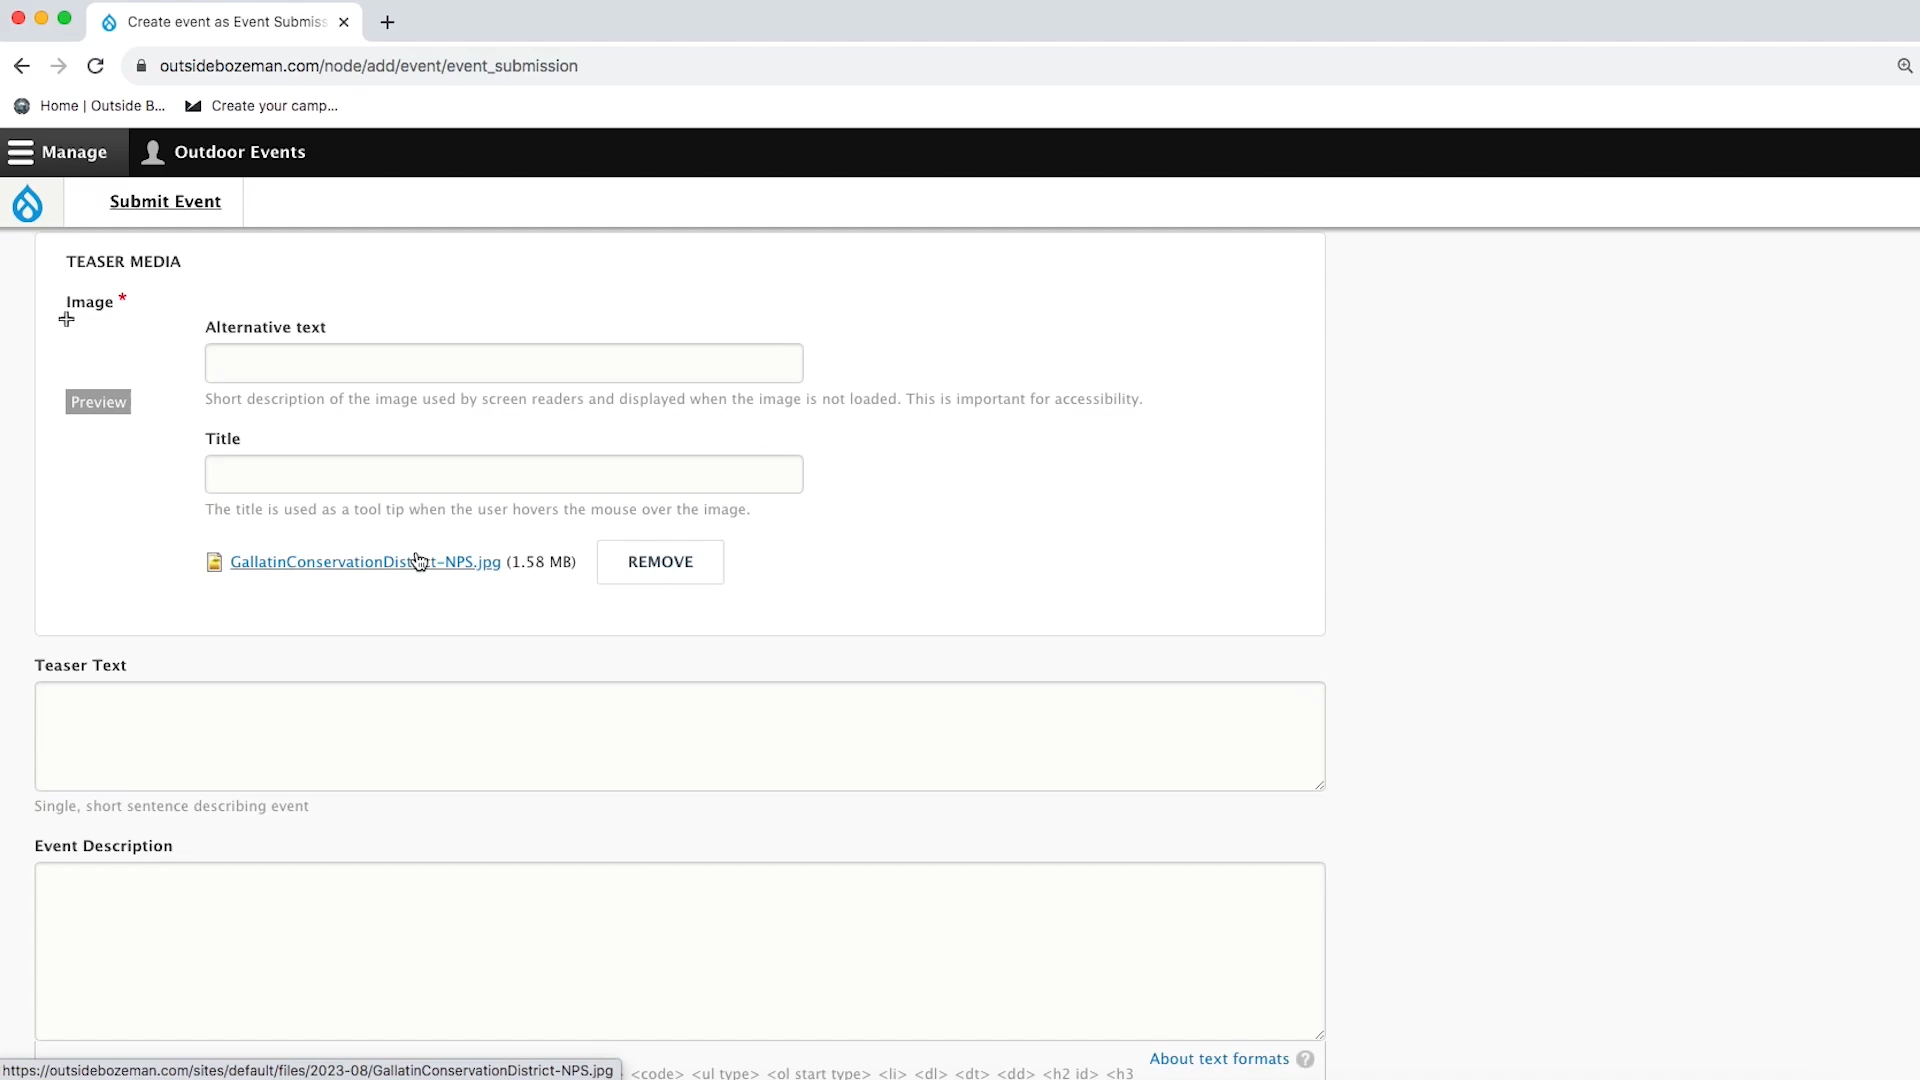 Create event as Event Submiss
outsidebozeman.com/node/add/event/event_submission
Home | Outside B...
Create your camp...
Manage
Outdoor Events
Submit Event
TEASER MEDIA
Image *
Alternative text
Preview
Short description of the image used by screen readers and displayed when the image is not loaded. This is important for accessibility.
Title
The title is used as a tool tip when the user hovers the mouse over the image.
GallatinConservationDistrict-NPS.jpg (1.58 MB)
REMOVE
Teaser Text
Single, short sentence describing event
Event Description
About text formats ?
https://outsidebozeman.com/sites/default/files/2023-08/GallatinConservationDistrict-NPS.jpg
<code> <ul type> <ol start type> <li> <dl> <dt> <dd> <h2 id> <h3